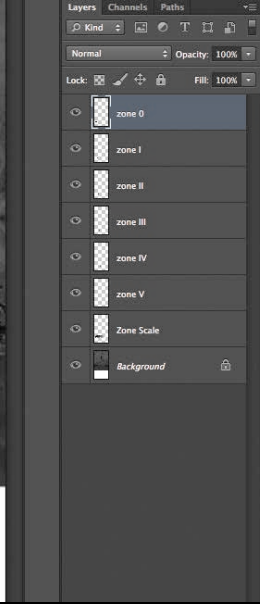 Layers Channels Paths
Kind
Normal Opacity: 100%
Lock: Fill: 100%
zone 0
zone I
zone II
zone III
zone IV
zone V
Zone Scale
Background